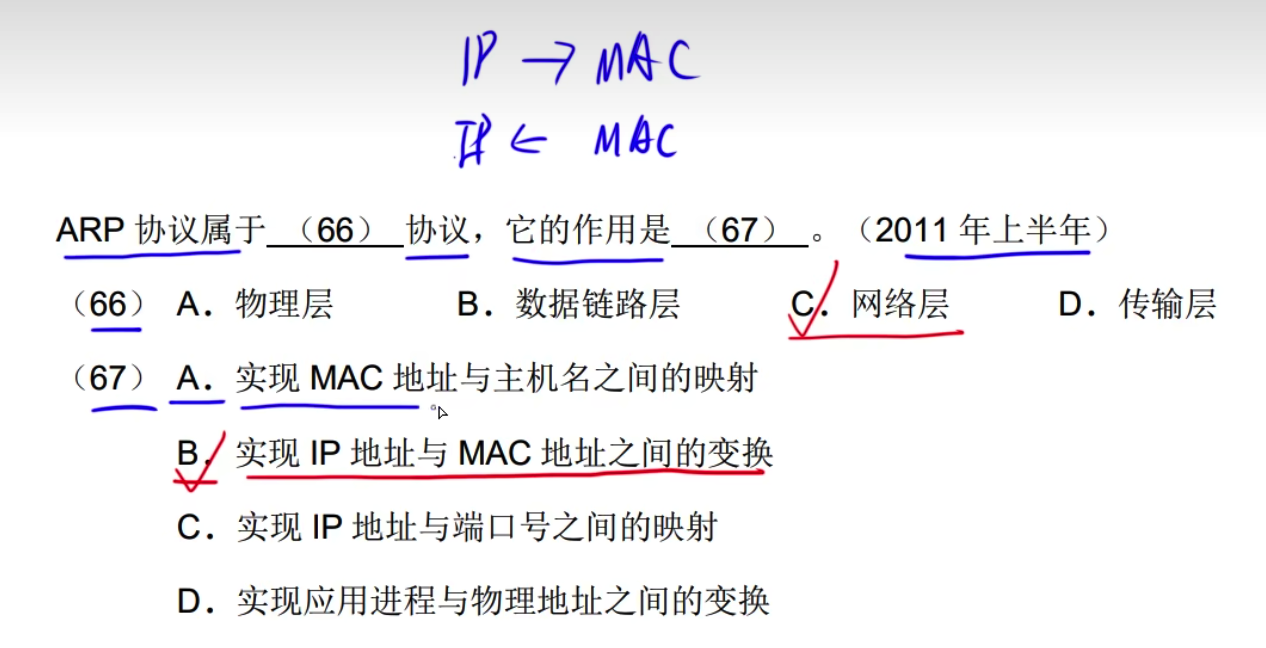 IP → MAC
IP ← MAC
ARP 协议属于 （66） 协议，它的作用是 （67） 。（2011 年上半年）
（66） A．物理层 B．数据链路层 C．网络层 D．传输层
（67） A．实现 MAC 地址与主机名之间的映射
B．实现 IP 地址与 MAC 地址之间的变换
C．实现 IP 地址与端口号之间的映射
D．实现应用进程与物理地址之间的变换